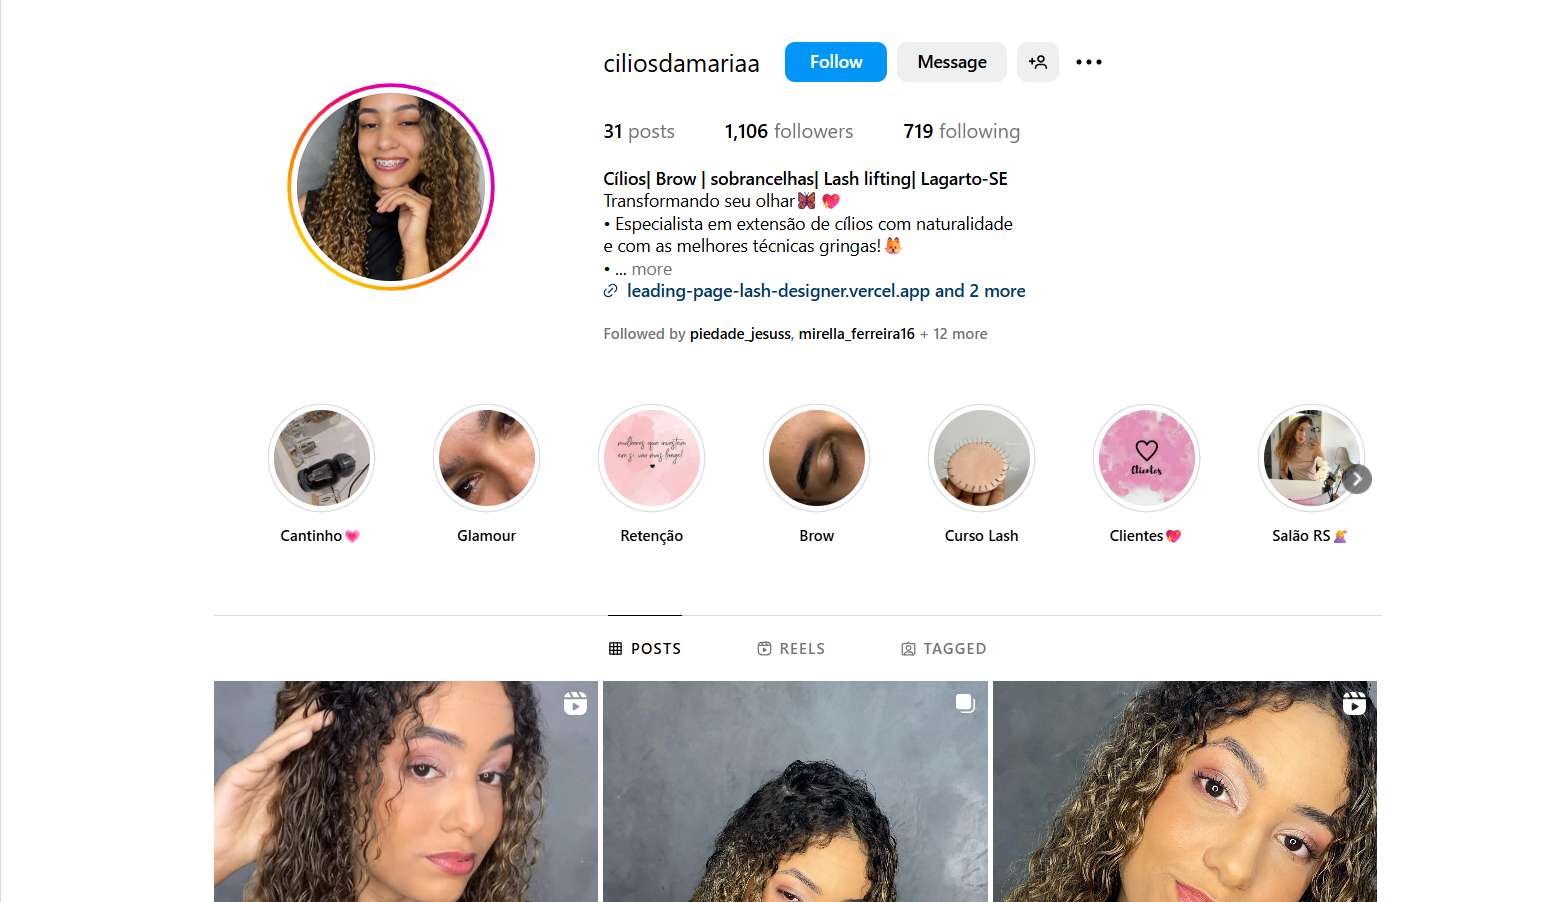 ciliosdamariaa Follow Message
31 posts 1,106 followers 719 following
Cílios| Brow | sobrancelhas| Lash lifting| Lagarto-SE
Transformando seu olhar🦋💖
• Especialista em extensão de cílios com naturalidade
e com as melhores técnicas gringas!🦊
• ... more
leading-page-lash-designer.vercel.app and 2 more
Followed by piedade_jesuss, mirella_ferreira16 + 12 more
mulheres que investem
em si vão mais longe!
Clientes
Cantinho💗 Glamour Retenção Brow Curso Lash Clientes💖 Salão RS💇‍♀️
POSTS REELS TAGGED